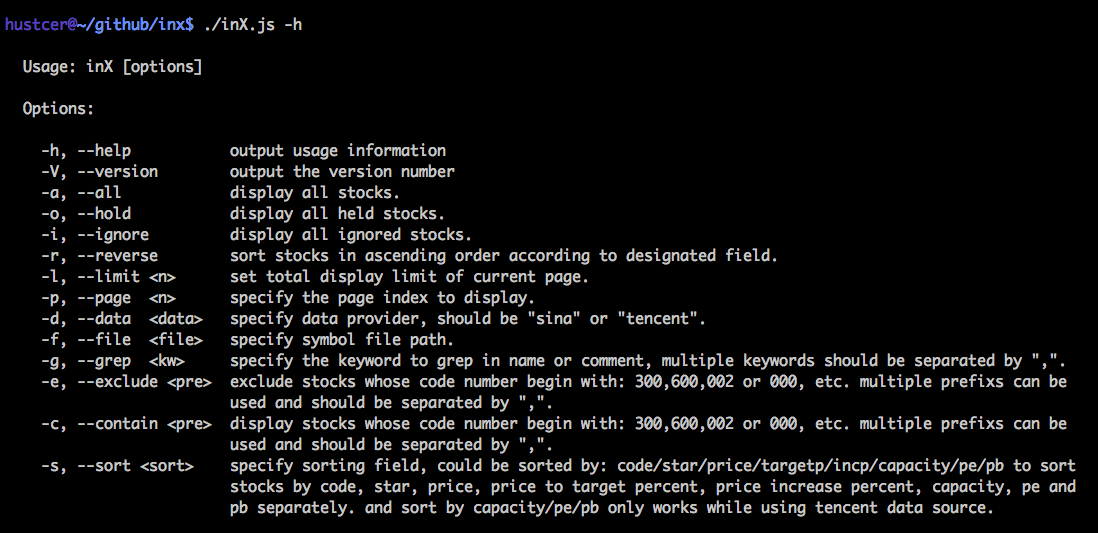 hustcer@~/github/inx$ ./inX.js -h
Usage: inX [options]
Options:
-h, --help output usage information
-V, --version output the version number
-a, --all display all stocks.
-o, --hold display all held stocks.
-i, --ignore display all ignored stocks.
-r, --reverse sort stocks in ascending order according to designated field.
-l, --limit <n> set total display limit of current page.
-p, --page <n> specify the page index to display.
-d, --data <data> specify data provider, should be "sina" or "tencent".
-f, --file <file> specify symbol file path.
-g, --grep <kw> specify the keyword to grep in name or comment, multiple keywords should be separated by ",".
-e, --exclude <pre> exclude stocks whose code number begin with: 300,600,002 or 000, etc. multiple prefixs can be
used and should be separated by ",".
-c, --contain <pre> display stocks whose code number begin with: 300,600,002 or 000, etc. multiple prefixs can be
used and should be separated by ",".
-s, --sort <sort> specify sorting field, could be sorted by: code/star/price/targetp/incp/capacity/pe/pb to sort
stocks by code, star, price, price to target percent, price increase percent, capacity, pe and
pb separately. and sort by capacity/pe/pb only works while using tencent data source.